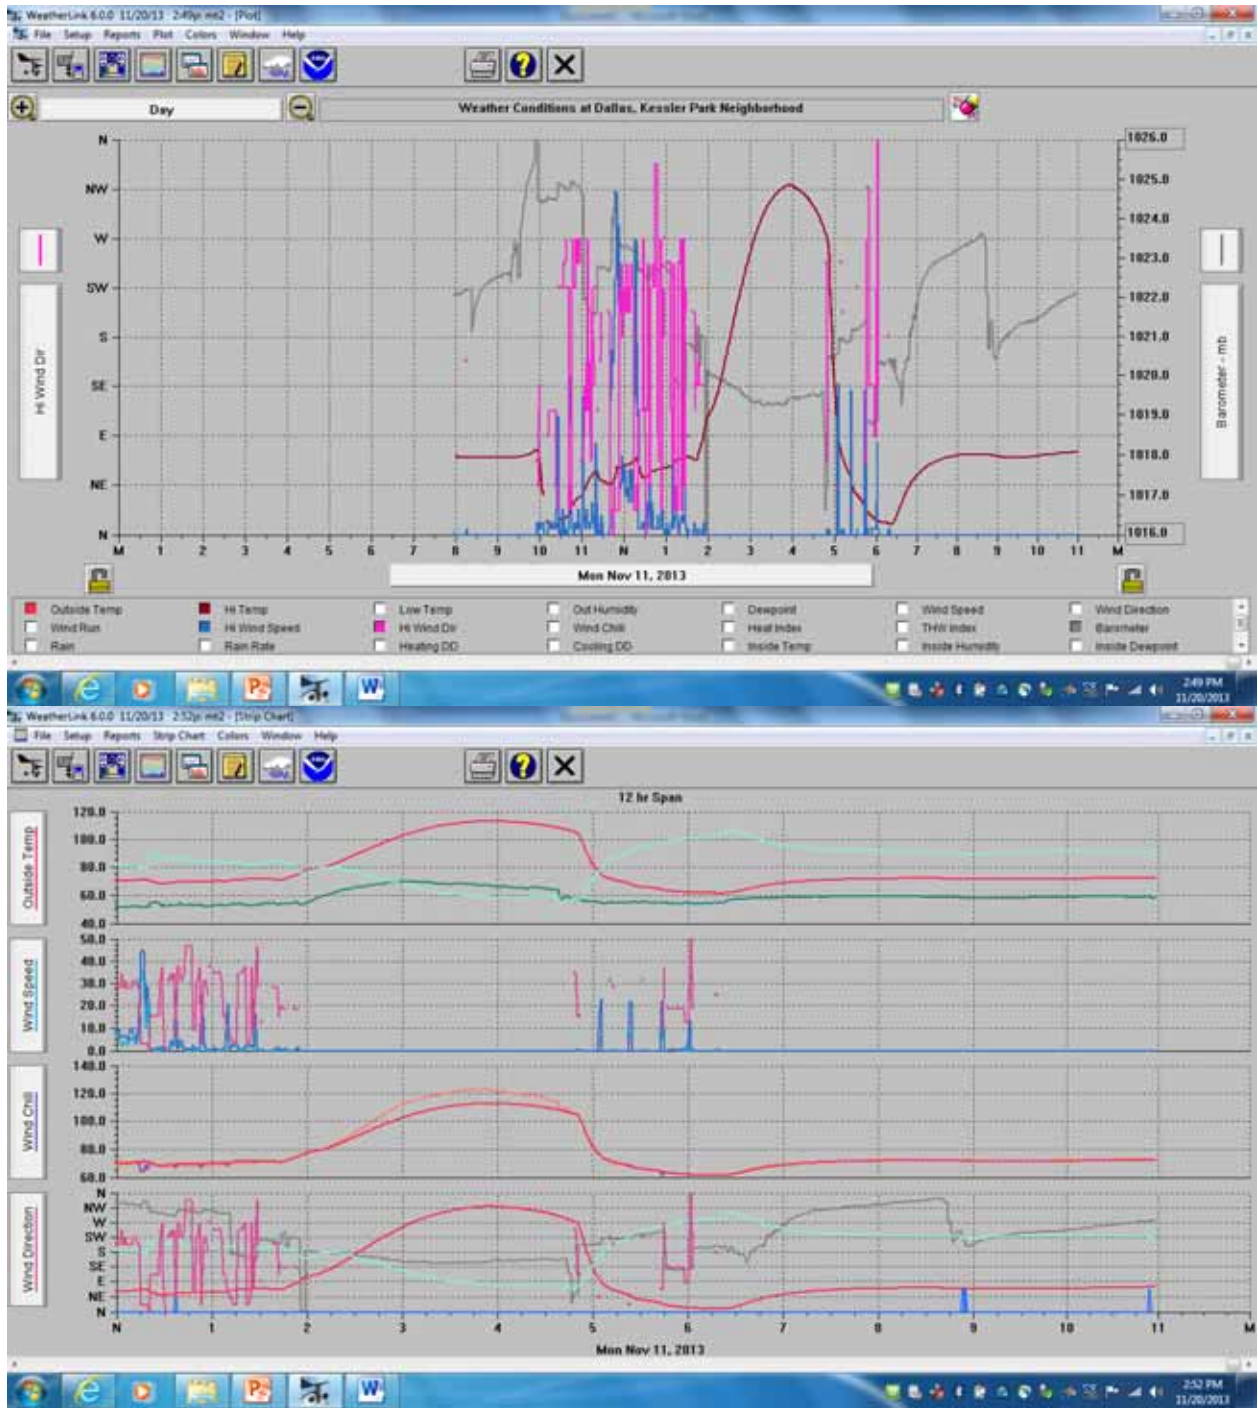 WeatherLink 6.0.0 11/20/13 2:49p mt2 - [Plot]
File Setup Reports Plot Colors Window Help
Day
Weather Conditions at Dallas, Kessler Park Neighborhood
N
NW
W
SW
S
SE
E
NE
N
Hi Wind Dir
1026.0
1025.0
1024.0
1023.0
1022.0
1021.0
1020.0
1019.0
1018.0
1017.0
1016.0
Barometer - mb
M 1 2 3 4 5 6 7 8 9 10 11 N 1 2 3 4 5 6 7 8 9 10 11 M
Mon Nov 11, 2013
Outside Temp Hi Temp Low Temp Out Humidity Dewpoint Wind Speed Wind Direction
Wind Run Hi Wind Speed Hi Wind Dir Wind Chill Heat Index THW Index Barometer
Rain Rain Rate Heating DD Cooling DD Inside Temp Inside Humidity Inside Dewpoint
2:49 PM
11/20/2013
WeatherLink 6.0.0 11/20/13 2:52p mt2 - [Strip Chart]
File Setup Reports Strip Chart Colors Window Help
12 hr Span
Outside Temp
120.0
100.0
80.0
60.0
40.0
Wind Speed
50.0
40.0
30.0
20.0
10.0
0.0
Wind Chill
140.0
120.0
100.0
80.0
60.0
Wind Direction
N
NW
W
SW
S
SE
E
NE
N
N 1 2 3 4 5 6 7 8 9 10 11 M
Mon Nov 11, 2013
2:52 PM
11/20/2013